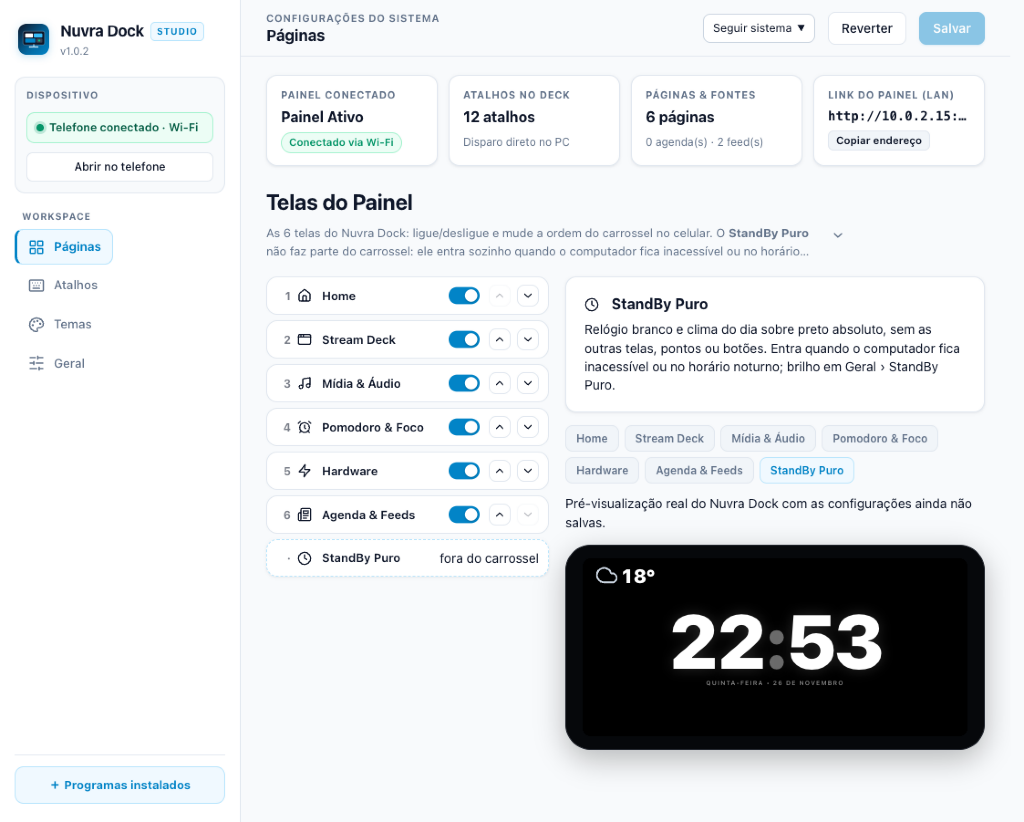 Nuvra Dock STUDIO
v1.0.2
DISPOSITIVO
Telefone conectado · Wi-Fi
Abrir no telefone
WORKSPACE
Páginas
Atalhos
Temas
Geral
+ Programas instalados
CONFIGURAÇÕES DO SISTEMA
Páginas
Seguir sistema ▼
Reverter
Salvar
PAINEL CONECTADO
Painel Ativo
Conectado via Wi-Fi
ATALHOS NO DECK
12 atalhos
Disparo direto no PC
PÁGINAS & FONTES
6 páginas
0 agenda(s) · 2 feed(s)
LINK DO PAINEL (LAN)
http://10.0.2.15:…
Copiar endereço
Telas do Painel
As 6 telas do Nuvra Dock: ligue/desligue e mude a ordem do carrossel no celular. O StandBy Puro
não faz parte do carrossel: ele entra sozinho quando o computador fica inacessível ou no horário…
1 Home
2 Stream Deck
3 Mídia & Áudio
4 Pomodoro & Foco
5 Hardware
6 Agenda & Feeds
· StandBy Puro fora do carrossel
StandBy Puro
Relógio branco e clima do dia sobre preto absoluto, sem as
outras telas, pontos ou botões. Entra quando o computador fica
inacessível ou no horário noturno; brilho em Geral › StandBy
Puro.
Home Stream Deck Mídia & Áudio Pomodoro & Foco
Hardware Agenda & Feeds StandBy Puro
Pré-visualização real do Nuvra Dock com as configurações ainda não
salvas.
18°
22:53
QUINTA-FEIRA • 26 DE NOVEMBRO